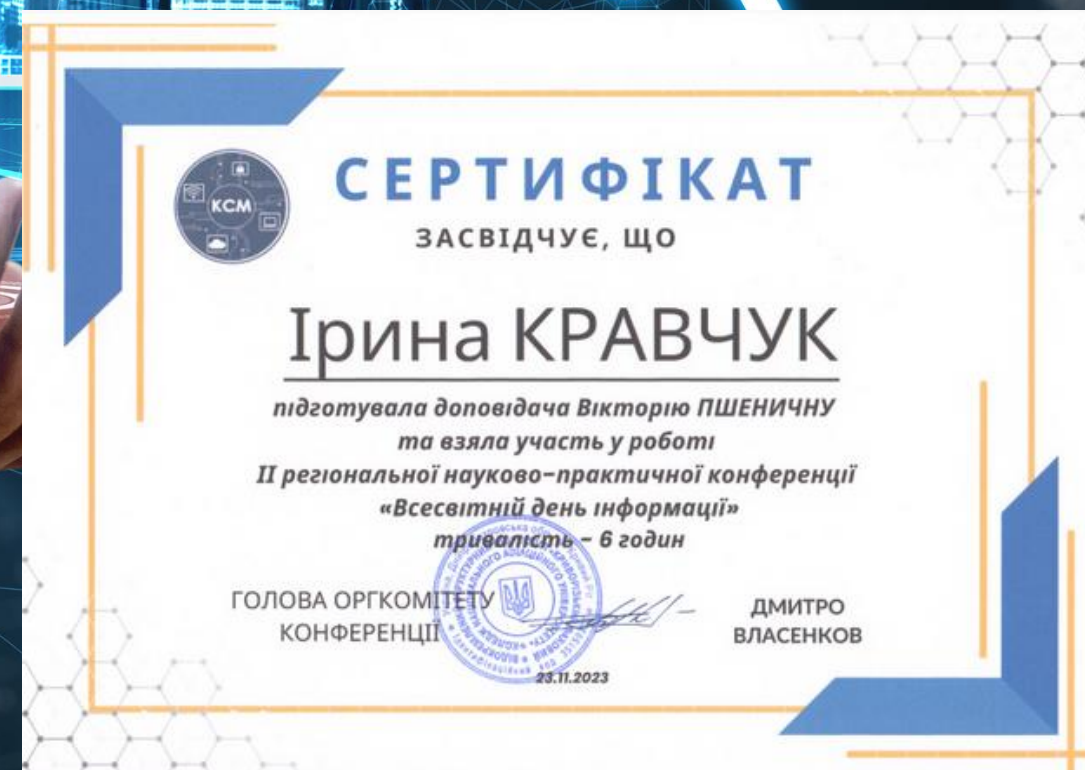 КСМ
СЕРТИФІКАТ
ЗАСВІДЧУЄ, ЩО
Ірина КРАВЧУК
підготувала доповідача Вікторію ПШЕНИЧНУ
та взяла участь у роботі
ІІ регіональної науково-практичної конференції
«Всесвітній день інформації»
тривалість - 6 годин
ГОЛОВА ОРГКОМІТЕТУ
КОНФЕРЕНЦІЇ
ДМИТРО
ВЛАСЕНКОВ
23.11.2023